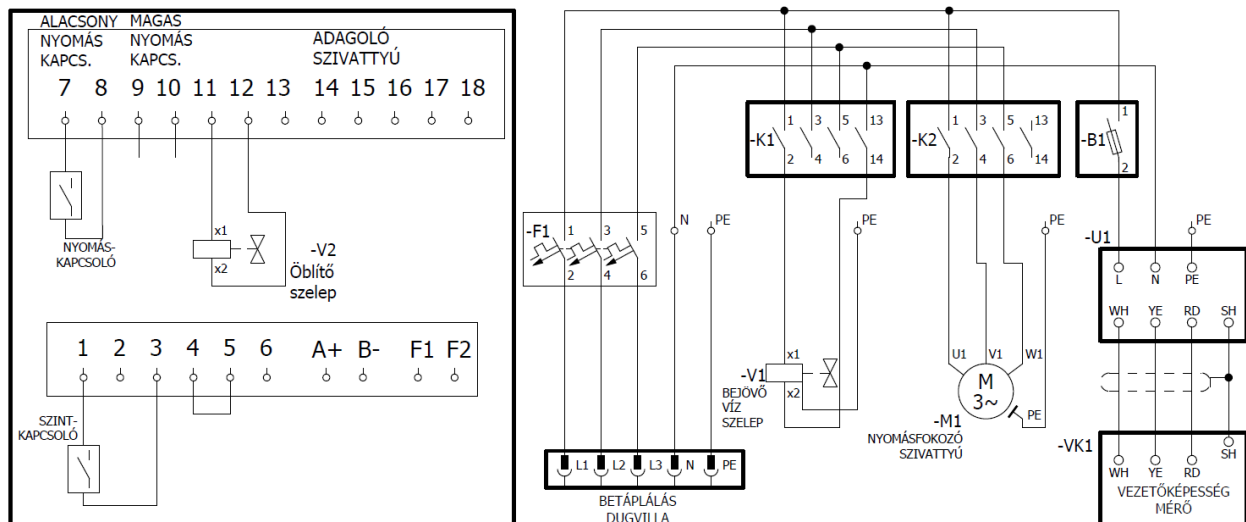 ALACSONY MAGAS
NYOMÁS NYOMÁS ADAGOLÓ
KAPCS. KAPCS. SZIVATTYÚ
7 8 9 10 11 12 13 14 15 16 17 18
NYOMÁS-
KAPCSOLÓ
x1
x2
-V2
Öblítő
szelep
1 2 3 4 5 6 A+ B- F1 F2
SZINT-
KAPCSOLÓ
-K1
1 3 5 13
2 4 6 14
-K2
1 3 5 13
2 4 6 14
-B1
1
2
-F1
1 3 5
2 4 6
N PE
PE
PE
-V1
x1
x2
BEJÖVŐ
VÍZ
SZELEP
U1 V1 W1
M
3~
PE
-M1
NYOMÁSFOKOZÓ
SZIVATTYÚ
L1 L2 L3 N PE
BETÁPLÁLÁS
DUGVILLA
PE
-U1
L N PE
WH YE RD SH
-VK1
SH
WH YE RD
VEZETŐKÉPESSÉG
MÉRŐ